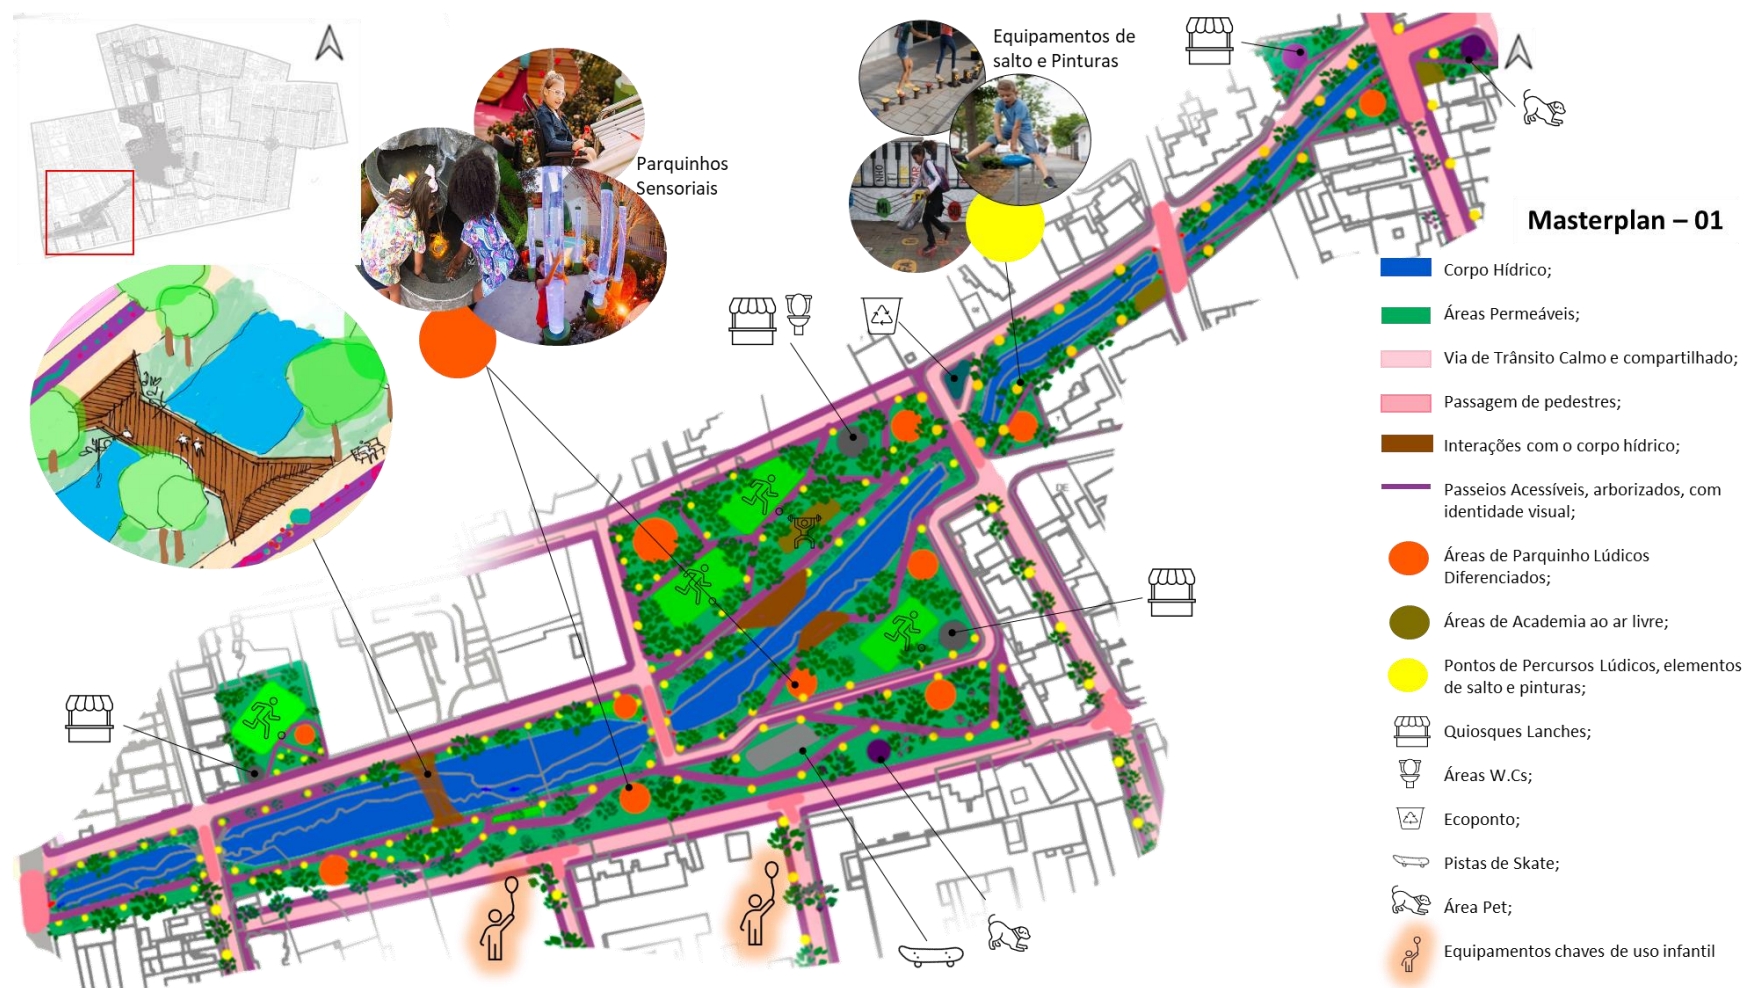 Equipamentos de
salto e Pinturas
Parquinhos
Sensoriais
Masterplan – 01
Corpo Hídrico;
Áreas Permeáveis;
Via de Trânsito Calmo e compartilhado;
Passagem de pedestres;
Interações com o corpo hídrico;
Passeios Acessíveis, arborizados, com
identidade visual;
Áreas de Parquinho Lúdicos
Diferenciados;
Áreas de Academia ao ar livre;
Pontos de Percursos Lúdicos, elementos
de salto e pinturas;
Quiosques Lanches;
Áreas W.Cs;
Ecoponto;
Pistas de Skate;
Área Pet;
Equipamentos chaves de uso infantil